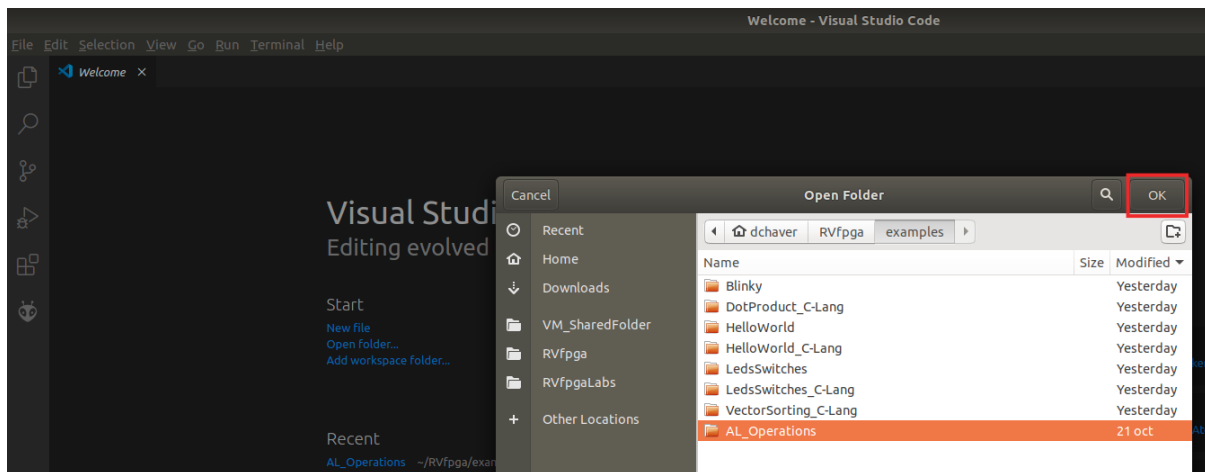 Welcome - Visual Studio Code
File Edit Selection View Go Run Terminal Help
Welcome ×
Visual Studi
Editing evolved
Start
New file
Open folder...
Add workspace folder...
Recent
AL_Operations ~/RVfpga/exan
Cancel Open Folder OK
Recent
Home
Downloads
VM_SharedFolder
RVfpga
RVfpgaLabs
+ Other Locations
dchaver RVfpga examples
Name Size Modified
Blinky Yesterday
DotProduct_C-Lang Yesterday
HelloWorld Yesterday
HelloWorld_C-Lang Yesterday
LedsSwitches Yesterday
LedsSwitches_C-Lang Yesterday
VectorSorting_C-Lang Yesterday
AL_Operations 21 oct